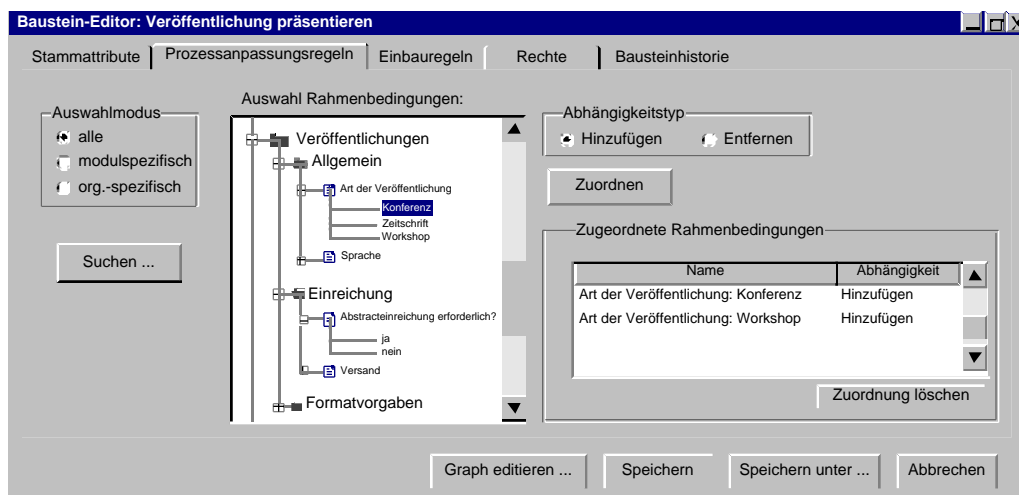 Baustein-Editor: Veröffentlichung präsentieren
Stammattribute Prozessanpassungsregeln Einbauregeln Rechte Bausteinhistorie
Auswahlmodus
alle
modulspezifisch
org.-spezifisch
Suchen ...
Auswahl Rahmenbedingungen:
Veröffentlichungen
Allgemein
Art der Veröffentlichung
Konferenz
Zeitschrift
Workshop
Sprache
Einreichung
Abstracteinreichung erforderlich?
ja
nein
Versand
Formatvorgaben
Abhängigkeitstyp
Hinzufügen Entfernen
Zuordnen
Zugeordnete Rahmenbedingungen
Name Abhängigkeit
Art der Veröffentlichung: Konferenz Hinzufügen
Art der Veröffentlichung: Workshop Hinzufügen
Zuordnung löschen
Graph editieren ... Speichern Speichern unter ... Abbrechen